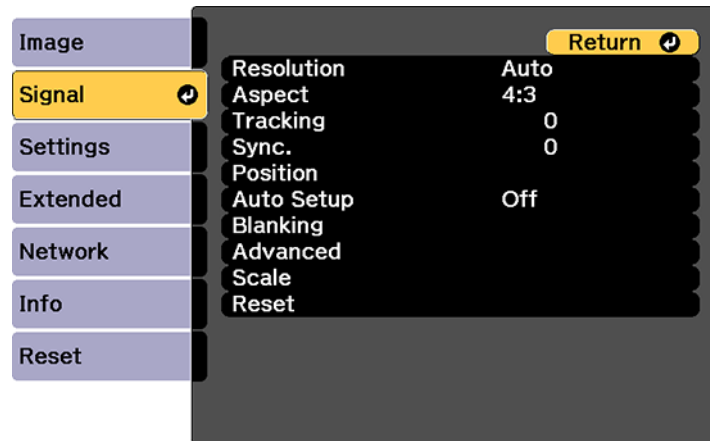 Image
Signal
Settings
Extended
Network
Info
Reset
Return
Resolution Auto
Aspect 4:3
Tracking 0
Sync. 0
Position
Auto Setup Off
Blanking
Advanced
Scale
Reset